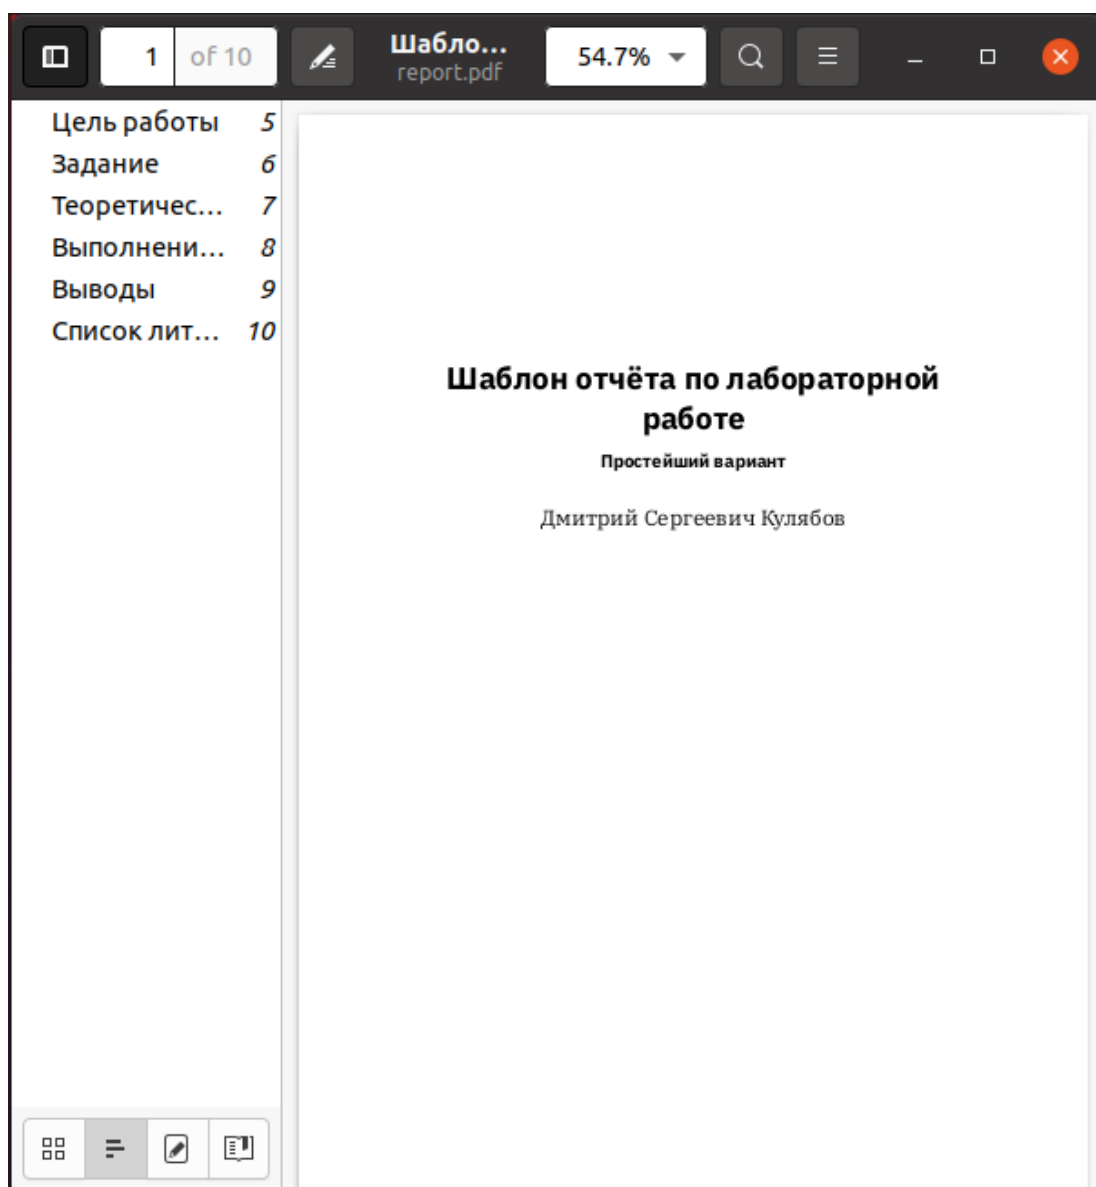 1 of 10
Шабло...
report.pdf
54.7%
Цель работы 5
Задание 6
Теоретичес... 7
Выполнени... 8
Выводы 9
Список лит... 10
Шаблон отчёта по лабораторной
работе
Простейший вариант
Дмитрий Сергеевич Кулябов